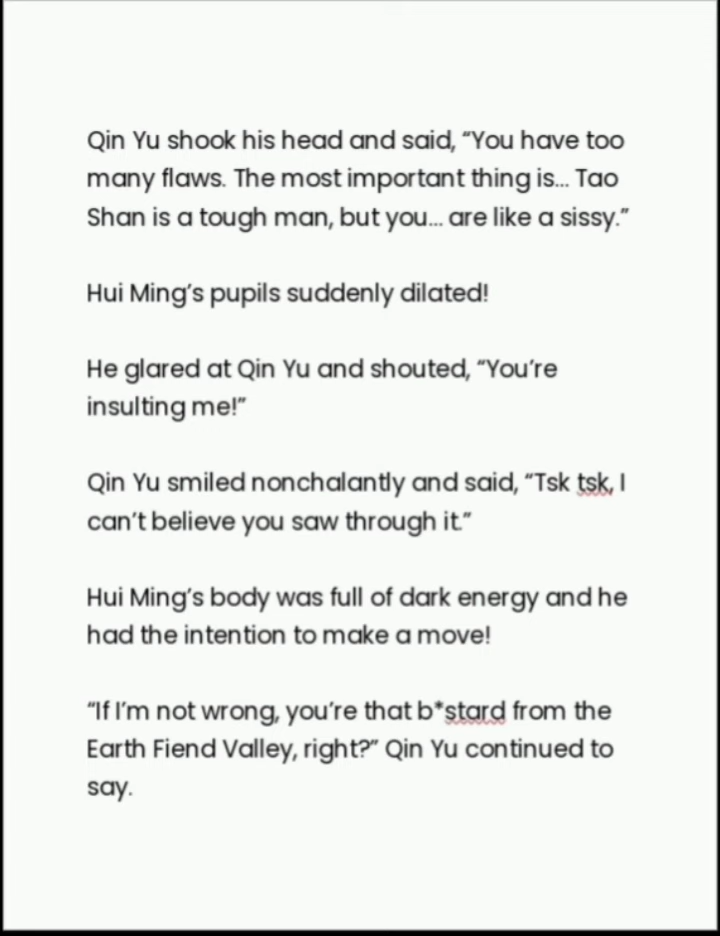 Qin Yu shook his head and said, “You have too
many flaws. The most important thing is... Tao
Shan is a tough man, but you... are like a sissy.”
Hui Ming’s pupils suddenly dilated!
He glared at Qin Yu and shouted, “You’re
insulting me!”
Qin Yu smiled nonchalantly and said, “Tsk tsk, I
can’t believe you saw through it.”
Hui Ming’s body was full of dark energy and he
had the intention to make a move!
“If I’m not wrong, you’re that b*stard from the
Earth Fiend Valley, right?” Qin Yu continued to
say.